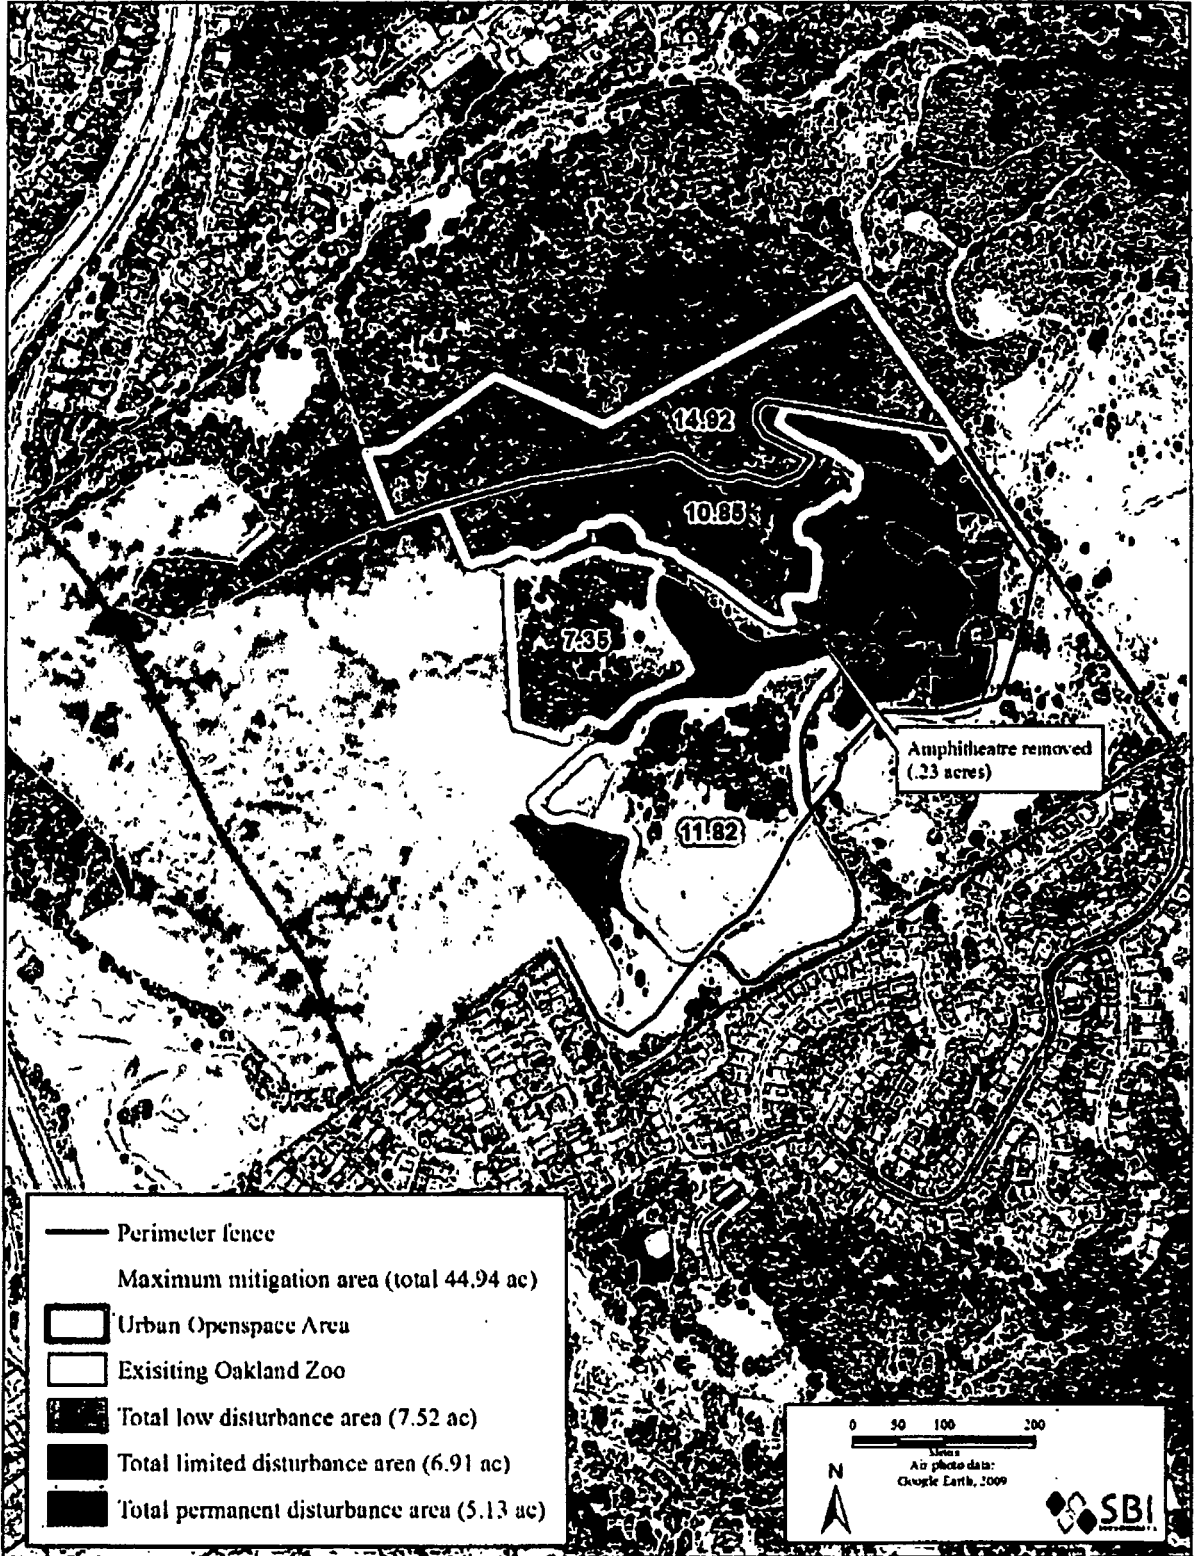 14.92
10.85
7.35
Amphitheatre removed
(.23 acres)
11.82
Perimeter fence
Maximum mitigation area (total 44.94 ac)
Urban Openspace Area
Exisiting Oakland Zoo
Total low disturbance area (7.52 ac)
Total limited disturbance area (6.91 ac)
Total permanent disturbance area (5.13 ac)
0 50 100 200
Meters
Air photo data:
Google Earth, 2009
N
SBI